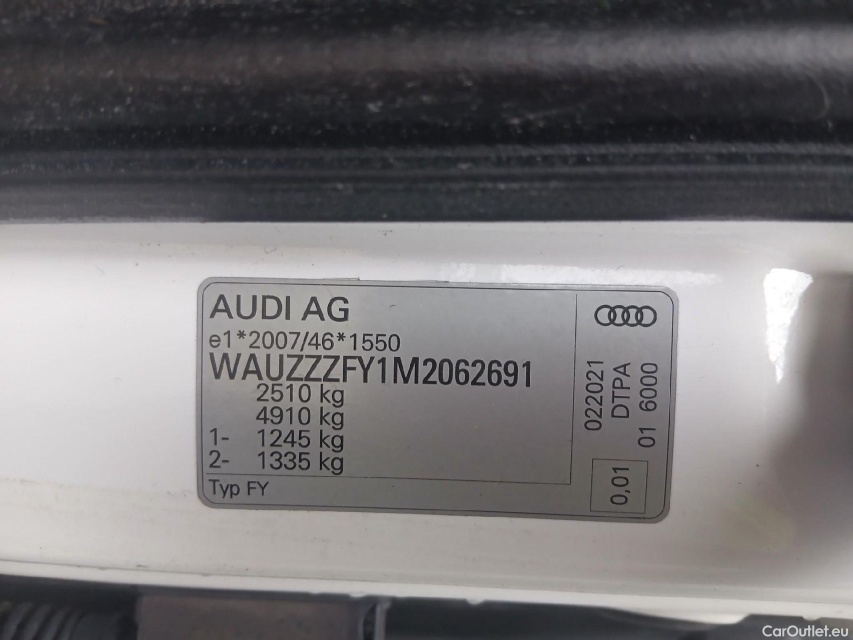 AUDI AG
e1*2007/46*1550
WAUZZZFY1M2062691
2510 kg
4910 kg
1- 1245 kg
2- 1335 kg
Typ FY
022021
DTPA
01 6000
0,01
CarOutlet.eu